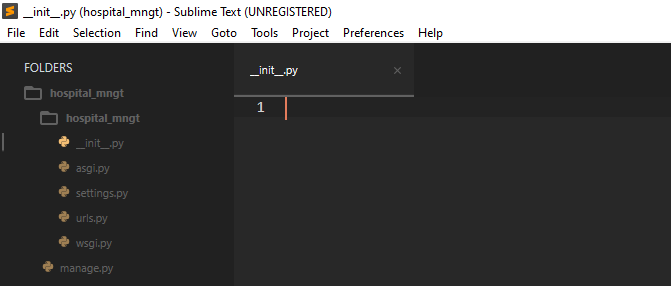 __init__.py (hospital_mngt) - Sublime Text (UNREGISTERED)
File Edit Selection Find View Goto Tools Project Preferences Help
FOLDERS
hospital_mngt
hospital_mngt
__init__.py
asgi.py
settings.py
urls.py
wsgi.py
manage.py
__init__.py ×
1